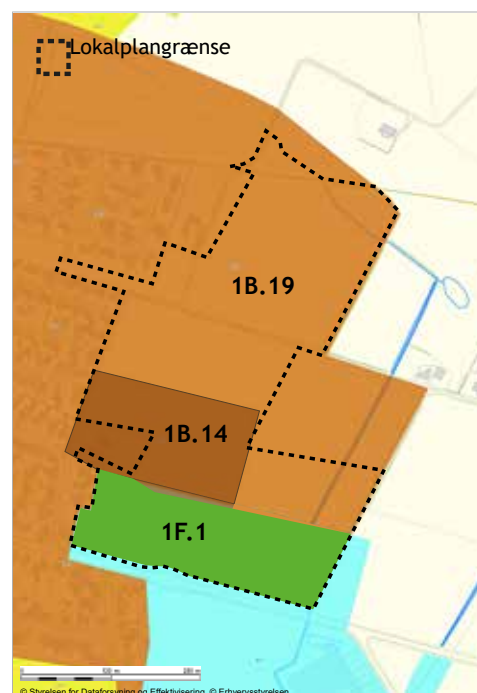 Lokalplangrænse
1B.19
1B.14
1F.1
© Styrelsen for Dataforsyning og Effektivisering, © Erhvervsstyrelsen